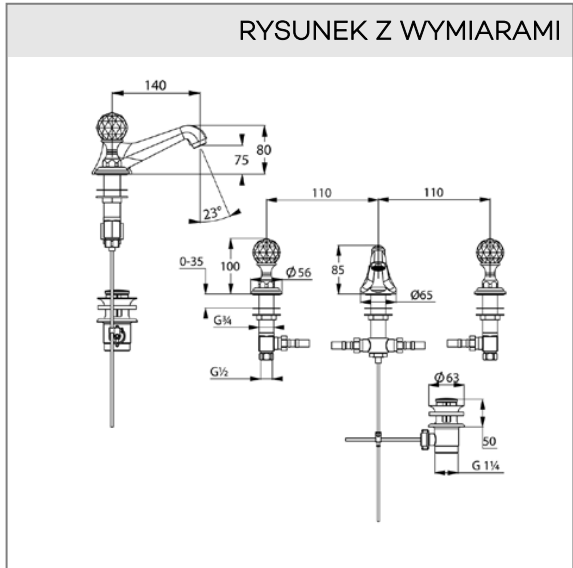 RYSUNEK Z WYMIARAMI
140
80
75
23°
110
110
0-35
100
Ø56
85
Ø65
G¾
G½
Ø63
50
G 1¼